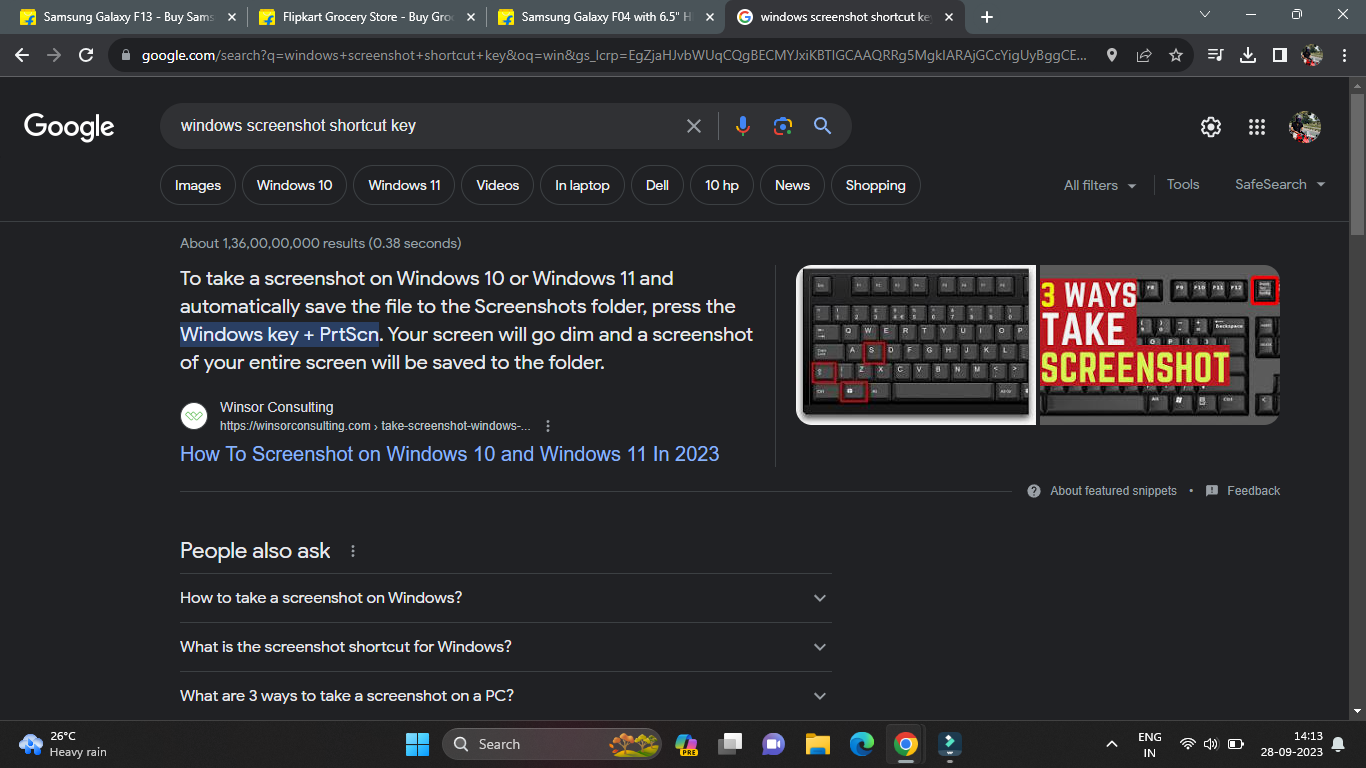 Samsung Galaxy F13 - Buy Sams
Flipkart Grocery Store - Buy Groc
Samsung Galaxy F04 with 6.5" H
windows screenshot shortcut ke
google.com/search?q=windows+screenshot+shortcut+key&oq=win&gs_lcrp=EgZjaHJvbWUqCQgBECMYJxiKBTIGCAAQRRg5MgkIARAjGCcYigUyBggCE...
Google
windows screenshot shortcut key
Images
Windows 10
Windows 11
Videos
In laptop
Dell
10 hp
News
Shopping
All filters
Tools
SafeSearch
About 1,36,00,00,000 results (0.38 seconds)
To take a screenshot on Windows 10 or Windows 11 and
automatically save the file to the Screenshots folder, press the
Windows key + PrtScn. Your screen will go dim and a screenshot
of your entire screen will be saved to the folder.
Q W E R T Y U I O P
A S D F G H J K L
Z X C V B N M
3 WAYS
TAKE
SCREENSHOT
F8 F9 F10 F11 F12
Backspace
Winsor Consulting
https://winsorconsulting.com › take-screenshot-windows-...
How To Screenshot on Windows 10 and Windows 11 In 2023
About featured snippets • Feedback
People also ask
How to take a screenshot on Windows?
What is the screenshot shortcut for Windows?
What are 3 ways to take a screenshot on a PC?
26°C
Heavy rain
Search
PRE
ENG
IN
14:13
28-09-2023